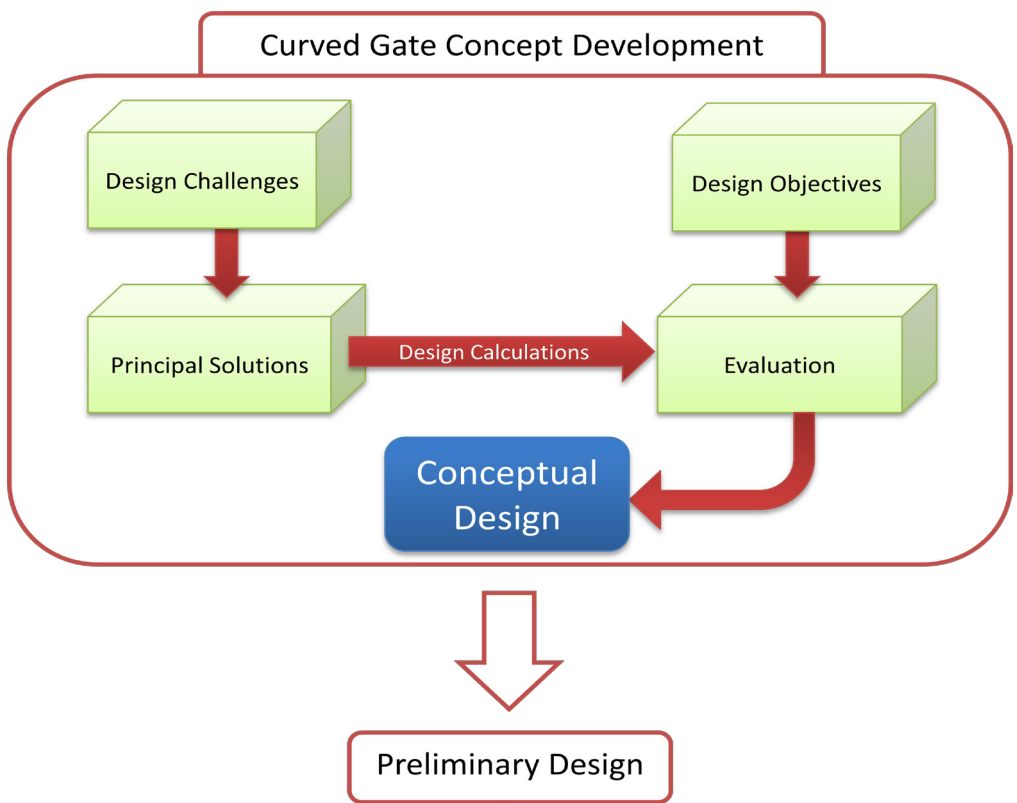 Curved Gate Concept Development
Design Challenges
Design Objectives
Principal Solutions
Design Calculations
Evaluation
Conceptual
Design
Preliminary Design